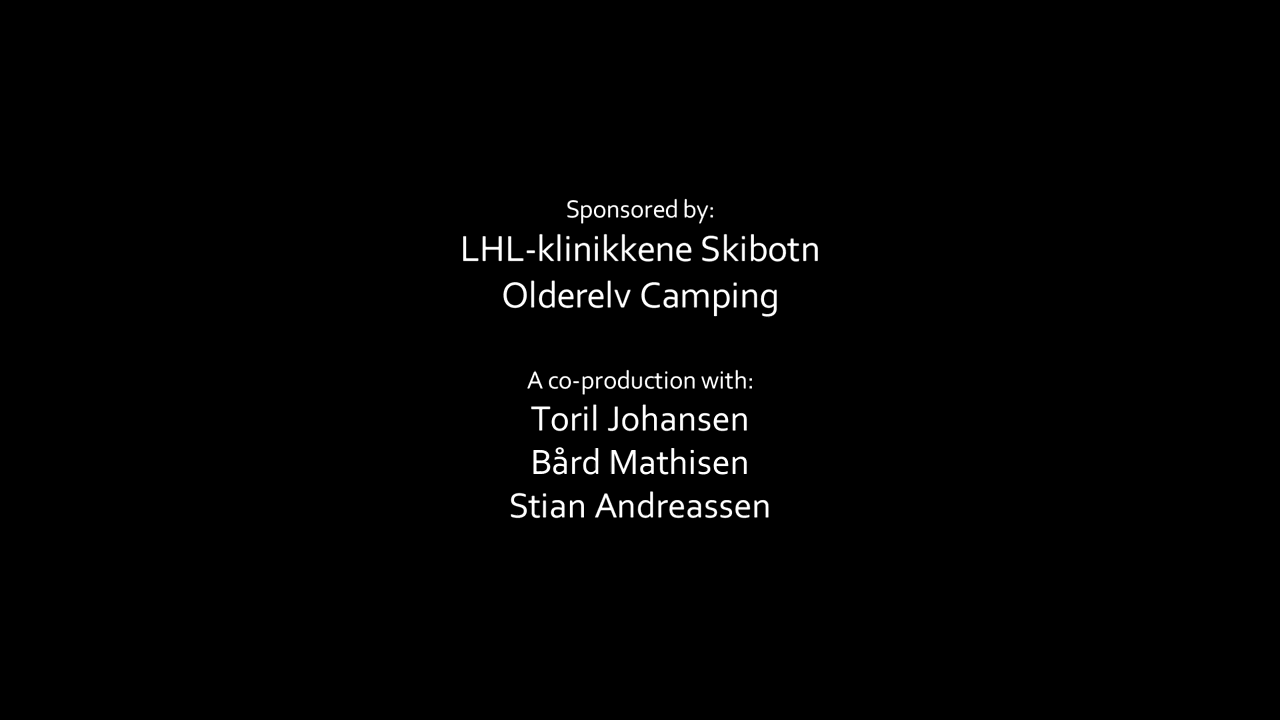 Sponsored by:
LHL-klinikkene Skibotn
Olderelv Camping
A co-production with:
Toril Johansen
Bård Mathisen
Stian Andreassen